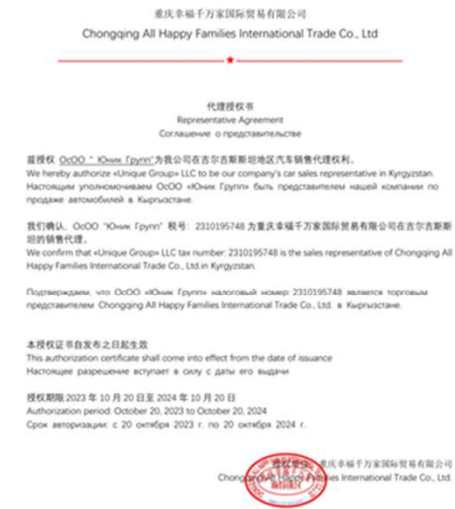 重庆幸福千万家国际贸易有限公司
Chongqing All Happy Families International Trade Co., Ltd
代理授权书
Representative Agreement
Соглашение о представительстве
兹授权 ОсОО " Юник Групп"为我公司在吉尔吉斯斯坦地区汽车销售代理权利。
We hereby authorize «Unique Group» LLC to be our company's car sales representative in Kyrgyzstan.
Настоящим уполномочиваем ОсОО «Юник Групп» быть представителем нашей компании по
продаже автомобилей в Кыргызстане.
我们确认，ОсОО "Юник Групп" 税号：2310195748 为重庆幸福千万家国际贸易有限公司在吉尔吉斯斯
坦的销售代理。
We confirm that «Unique Group» LLC tax number: 2310195748 is the sales representative of Chongqing All
Happy Families International Trade Co., Ltd.in Kyrgyzstan.
Подтверждаем, что ОсОО «Юник Групп» налоговый номер: 2310195748 является торговым
представителем Chongqing All Happy Families International Trade Co., Ltd. в Кыргызстане.
本授权证书自发布之日起生效
This authorization certificate shall come into effect from the date of issuance
Настоящее разрешение вступает в силу с даты его выдачи
授权期限:2023 年 10 月 20 日至 2024 年 10 月 20 日
Authorization period: October 20, 2023 to October 20, 2024
Срок авторизации: с 20 октября 2023 г. по 20 октября 2024 г.
授权单位：重庆幸福千万家国际贸易有限公司
Chongqing All Happy Families International Trade Co., Ltd.